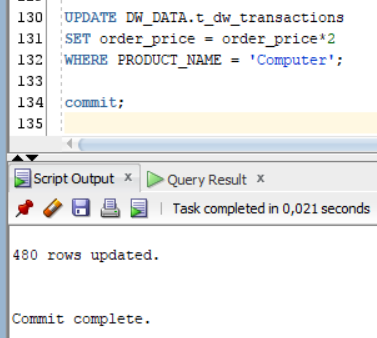 130 UPDATE DW_DATA.t_dw_transactions
131 SET order_price = order_price*2
132 WHERE PRODUCT_NAME = 'Computer';
133
134 commit;
135
Script Output x Query Result x
Task completed in 0,021 seconds
480 rows updated.
Commit complete.